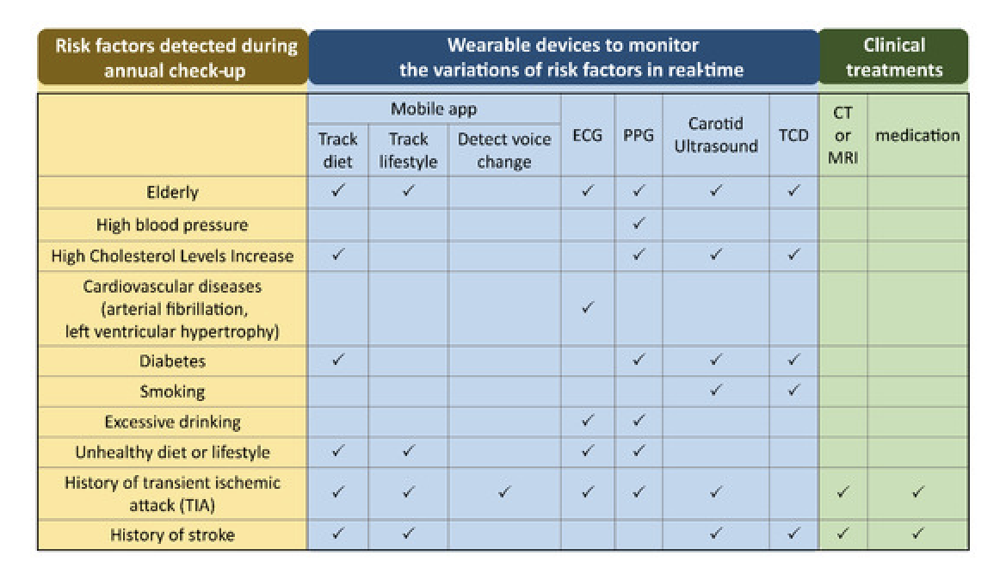 Risk factors detected during
annual check-up
Wearable devices to monitor
the variations of risk factors in real-time
Clinical
treatments
Mobile app
Track
diet
Track
lifestyle
Detect voice
change
ECG
PPG
Carotid
Ultrasound
TCD
CT
or
MRI
medication
Elderly ✓ ✓ ✓ ✓ ✓ ✓
High blood pressure ✓
High Cholesterol Levels Increase ✓ ✓ ✓ ✓
Cardiovascular diseases
(arterial fibrillation, ✓
left ventricular hypertrophy)
Diabetes ✓ ✓ ✓ ✓
Smoking ✓ ✓
Excessive drinking ✓ ✓
Unhealthy diet or lifestyle ✓ ✓ ✓ ✓
History of transient ischemic
attack (TIA) ✓ ✓ ✓ ✓ ✓ ✓ ✓ ✓
History of stroke ✓ ✓ ✓ ✓ ✓ ✓